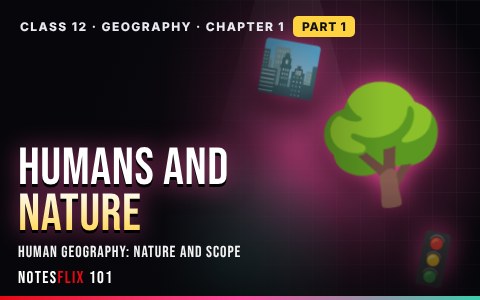 CLASS 12 · GEOGRAPHY · CHAPTER 1 PART 1
HUMANS AND
NATURE
HUMAN GEOGRAPHY: NATURE AND SCOPE
NOTESFLIX 101